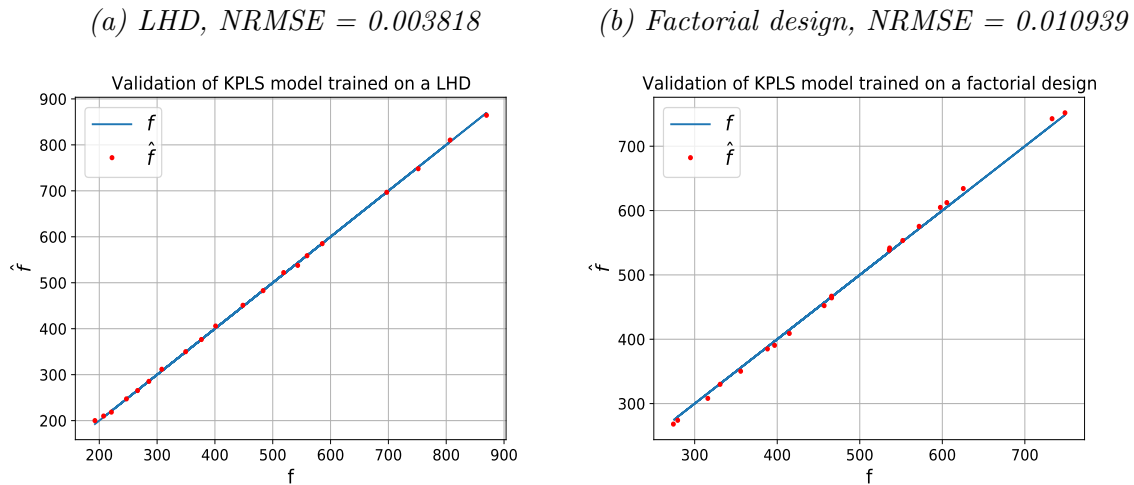 (a) LHD, NRMSE = 0.003818
(b) Factorial design, NRMSE = 0.010939
Validation of KPLS model trained on a LHD
900
800
700
600
500
400
300
200
f̂
f
f̂
200 300 400 500 600 700 800 900
f
Validation of KPLS model trained on a factorial design
700
600
500
400
300
f̂
f
f̂
300 400 500 600 700
f